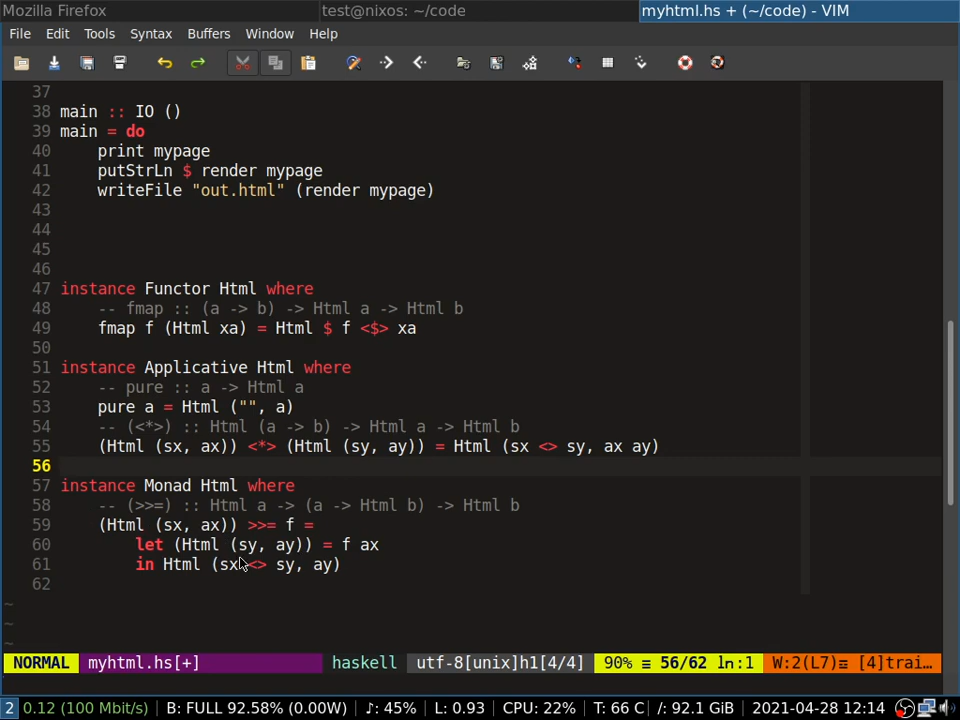 Mozilla Firefox test@nixos: ~/code myhtml.hs + (~/code) - VIM
File Edit Tools Syntax Buffers Window Help
37
38 main :: IO ()
39 main = do
40     print mypage
41     putStrLn $ render mypage
42     writeFile "out.html" (render mypage)
43
44
45
46
47 instance Functor Html where
48     -- fmap :: (a -> b) -> Html a -> Html b
49     fmap f (Html xa) = Html $ f <$> xa
50
51 instance Applicative Html where
52     -- pure :: a -> Html a
53     pure a = Html ("", a)
54     -- (<*>) :: Html (a -> b) -> Html a -> Html b
55     (Html (sx, ax)) <*> (Html (sy, ay)) = Html (sx <> sy, ax ay)
56
57 instance Monad Html where
58     -- (>>=) :: Html a -> (a -> Html b) -> Html b
59     (Html (sx, ax)) >>= f =
60         let (Html (sy, ay)) = f ax
61         in Html (sx <> sy, ay)
62
~
~
~
NORMAL myhtml.hs[+] haskell utf-8[unix]h1[4/4] 90% ≡ 56/62 ln:1 W:2(L7)≡ [4]trai…
2 0.12 (100 Mbit/s) B: FULL 92.58% (0.00W) ♪: 45% L: 0.93 CPU: 22% T: 66 C /: 92.1 GiB 2021-04-28 12:14